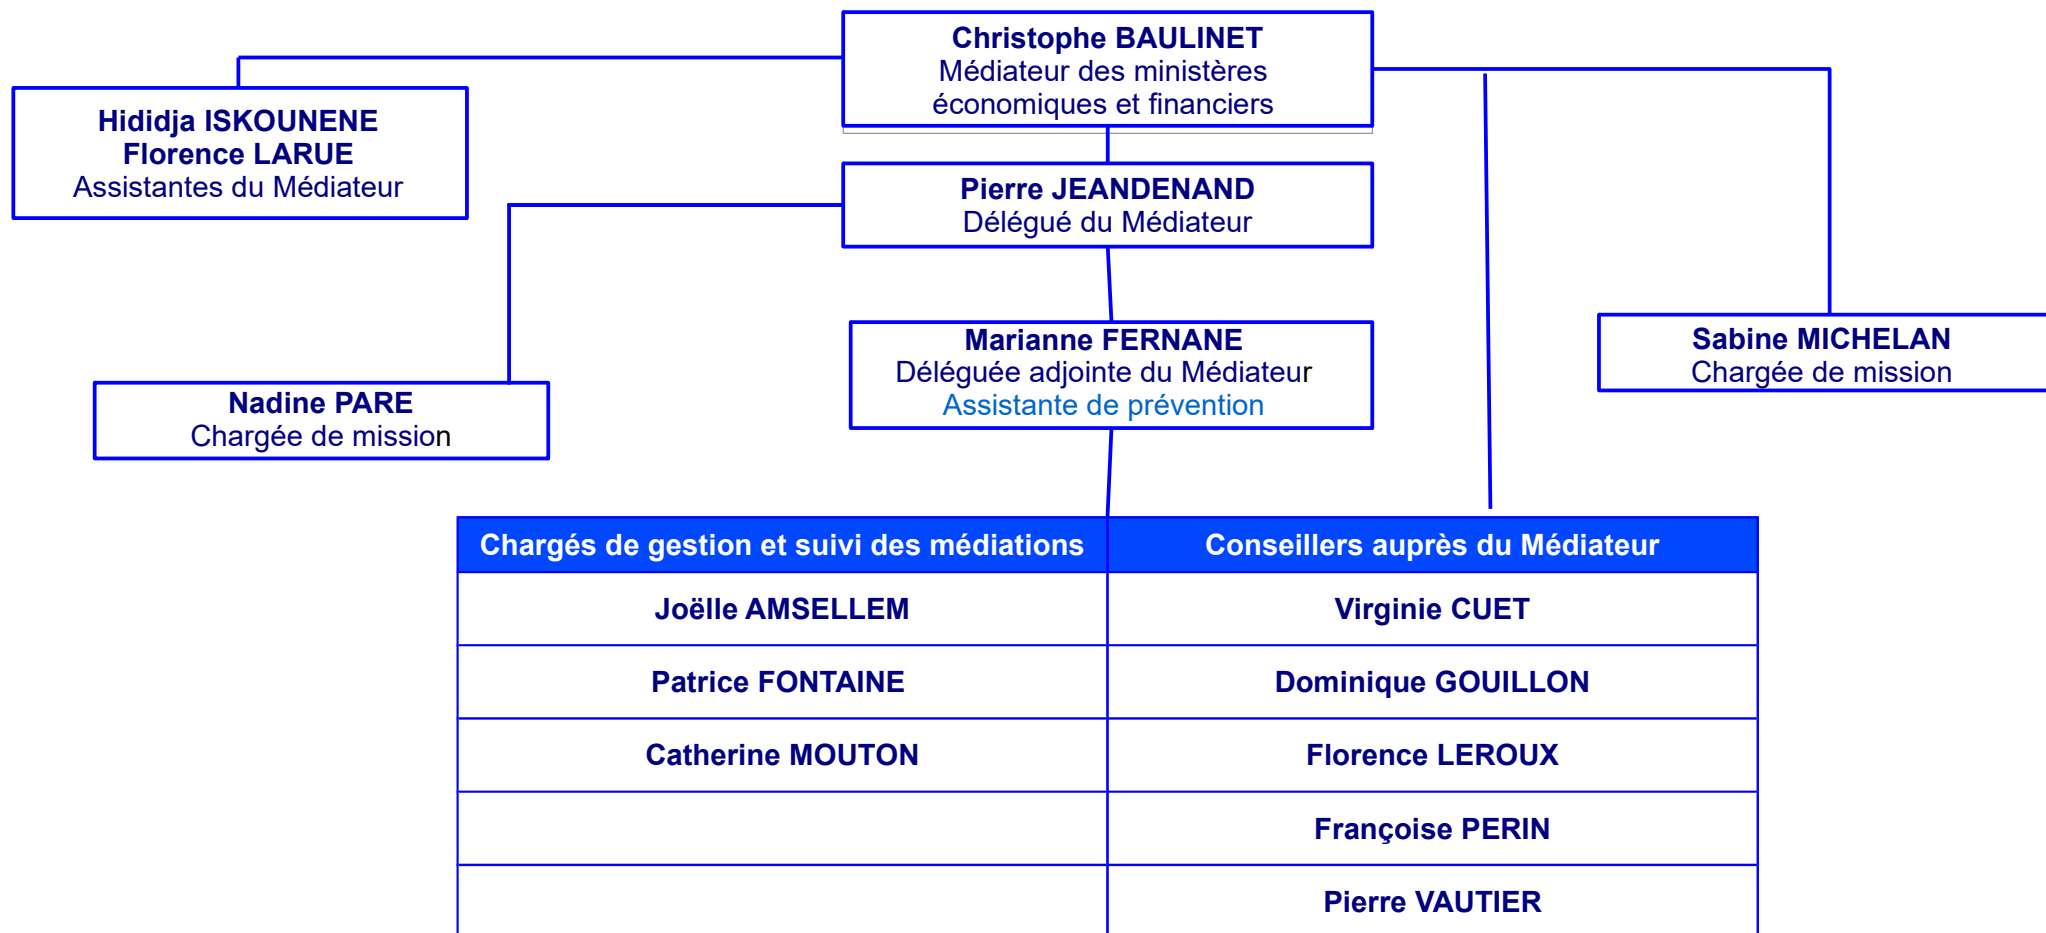 Christophe BAULINET
Médiateur des ministères
économiques et financiers
Hididja ISKOUNENE
Florence LARUE
Assistantes du Médiateur
Pierre JEANDENAND
Délégué du Médiateur
Marianne FERNANE
Déléguée adjointe du Médiateur
Assistante de prévention
Sabine MICHELAN
Chargée de mission
Nadine PARE
Chargée de mission
Chargés de gestion et suivi des médiations
Conseillers auprès du Médiateur
Joëlle AMSELLEM
Virginie CUET
Patrice FONTAINE
Dominique GOUILLON
Catherine MOUTON
Florence LEROUX
Françoise PERIN
Pierre VAUTIER